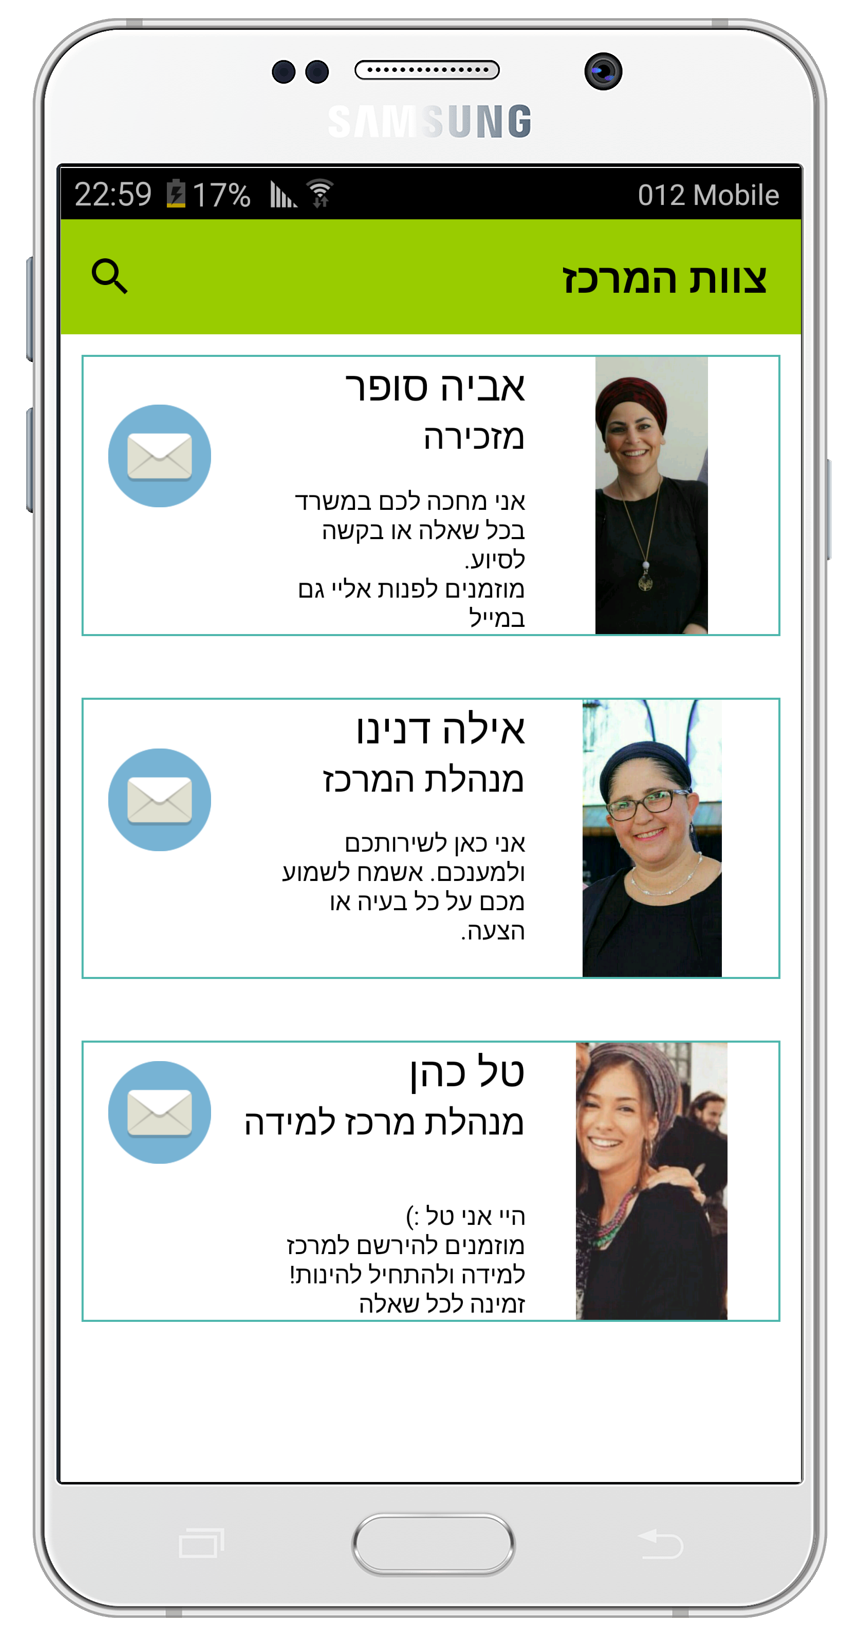 SAMSUNG
22:59 17% 012 Mobile
צוות המרכז
אביה סופר
מזכירה
אני מחכה לכם במשרד
בכל שאלה או בקשה
לסיוע.
מוזמנים לפנות אליי גם
במייל
אילה דנינו
מנהלת המרכז
אני כאן לשירותכם
ולמענכם. אשמח לשמוע
מכם על כל בעיה או
הצעה.
טל כהן
מנהלת מרכז למידה
היי אני טל :)
מוזמנים להירשם למרכז
למידה ולהתחיל להינות!
זמינה לכל שאלה